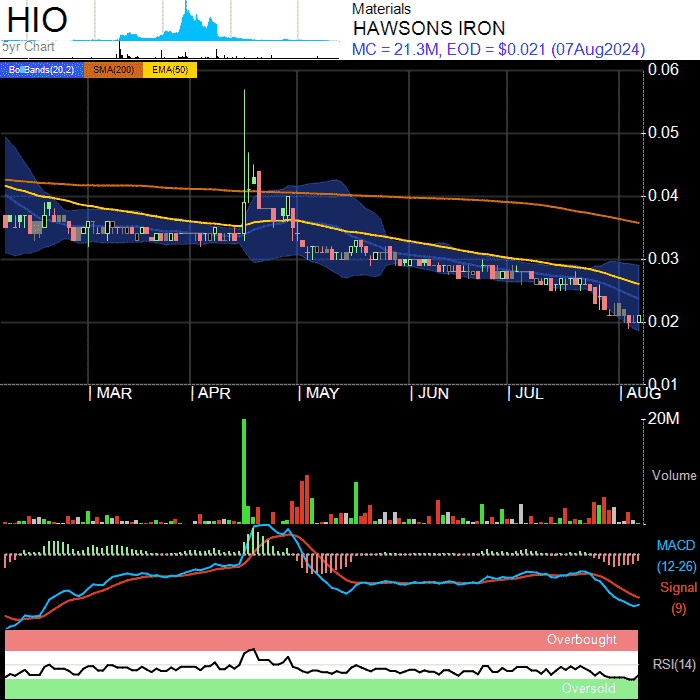 HIO
5yr Chart
Materials
HAWSONS IRON
MC = 21.3M, EOD = $0.021 (07Aug2024)
BollBands(20,2) SMA(200) EMA(50)
0.06
0.05
0.04
0.03
0.02
0.01
MAR APR MAY JUN JUL AUG
20M
Volume
MACD
(12-26)
Signal
(9)
Overbought
RSI(14)
Oversold